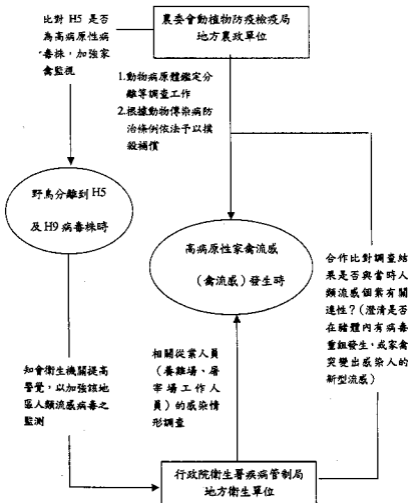 農委會動植物防疫檢疫局
地方農政單位
比對 H5 是否
為高病原性病
毒株，加強家
禽監視
1.動物病原體鑑定分
離等調查工作
2.根據動物傳染病防
治條例依法予以撲
殺補償
野鳥分離到 H5
及 H9 病毒株時
高病原性家禽流感
（禽流感）發生時
合作比對調查結
果是否與當時人
類流感個案有關
連性？（澄清是否
在豬體內有病毒
重組發生，或家禽
突變出感染人的
新型流感）
知會衛生機關提高
警覺，以加強該地
區人類流感病毒之
監測
相關從業人員
（養雞場、屠
宰場工作人
員）的感染情
形調查
行政院衛生署疾病管制局
地方衛生單位